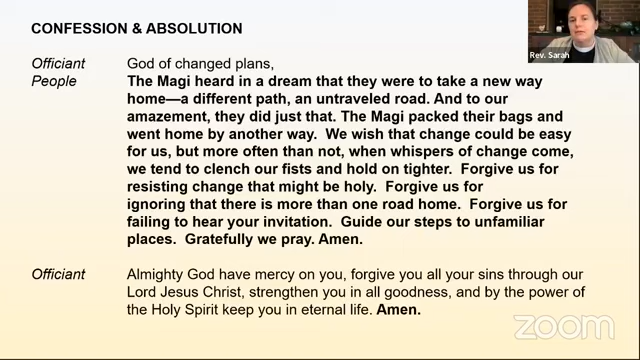 CONFESSION & ABSOLUTION
Officiant God of changed plans,
People The Magi heard in a dream that they were to take a new way
home—a different path, an untraveled road. And to our
amazement, they did just that. The Magi packed their bags and
went home by another way. We wish that change could be easy
for us, but more often than not, when whispers of change come,
we tend to clench our fists and hold on tighter. Forgive us for
resisting change that might be holy. Forgive us for
ignoring that there is more than one road home. Forgive us for
failing to hear your invitation. Guide our steps to unfamiliar
places. Gratefully we pray. Amen.
Officiant Almighty God have mercy on you, forgive you all your sins through our
Lord Jesus Christ, strengthen you in all goodness, and by the power of
the Holy Spirit keep you in eternal life. Amen.
Rev. Sarah
zoom